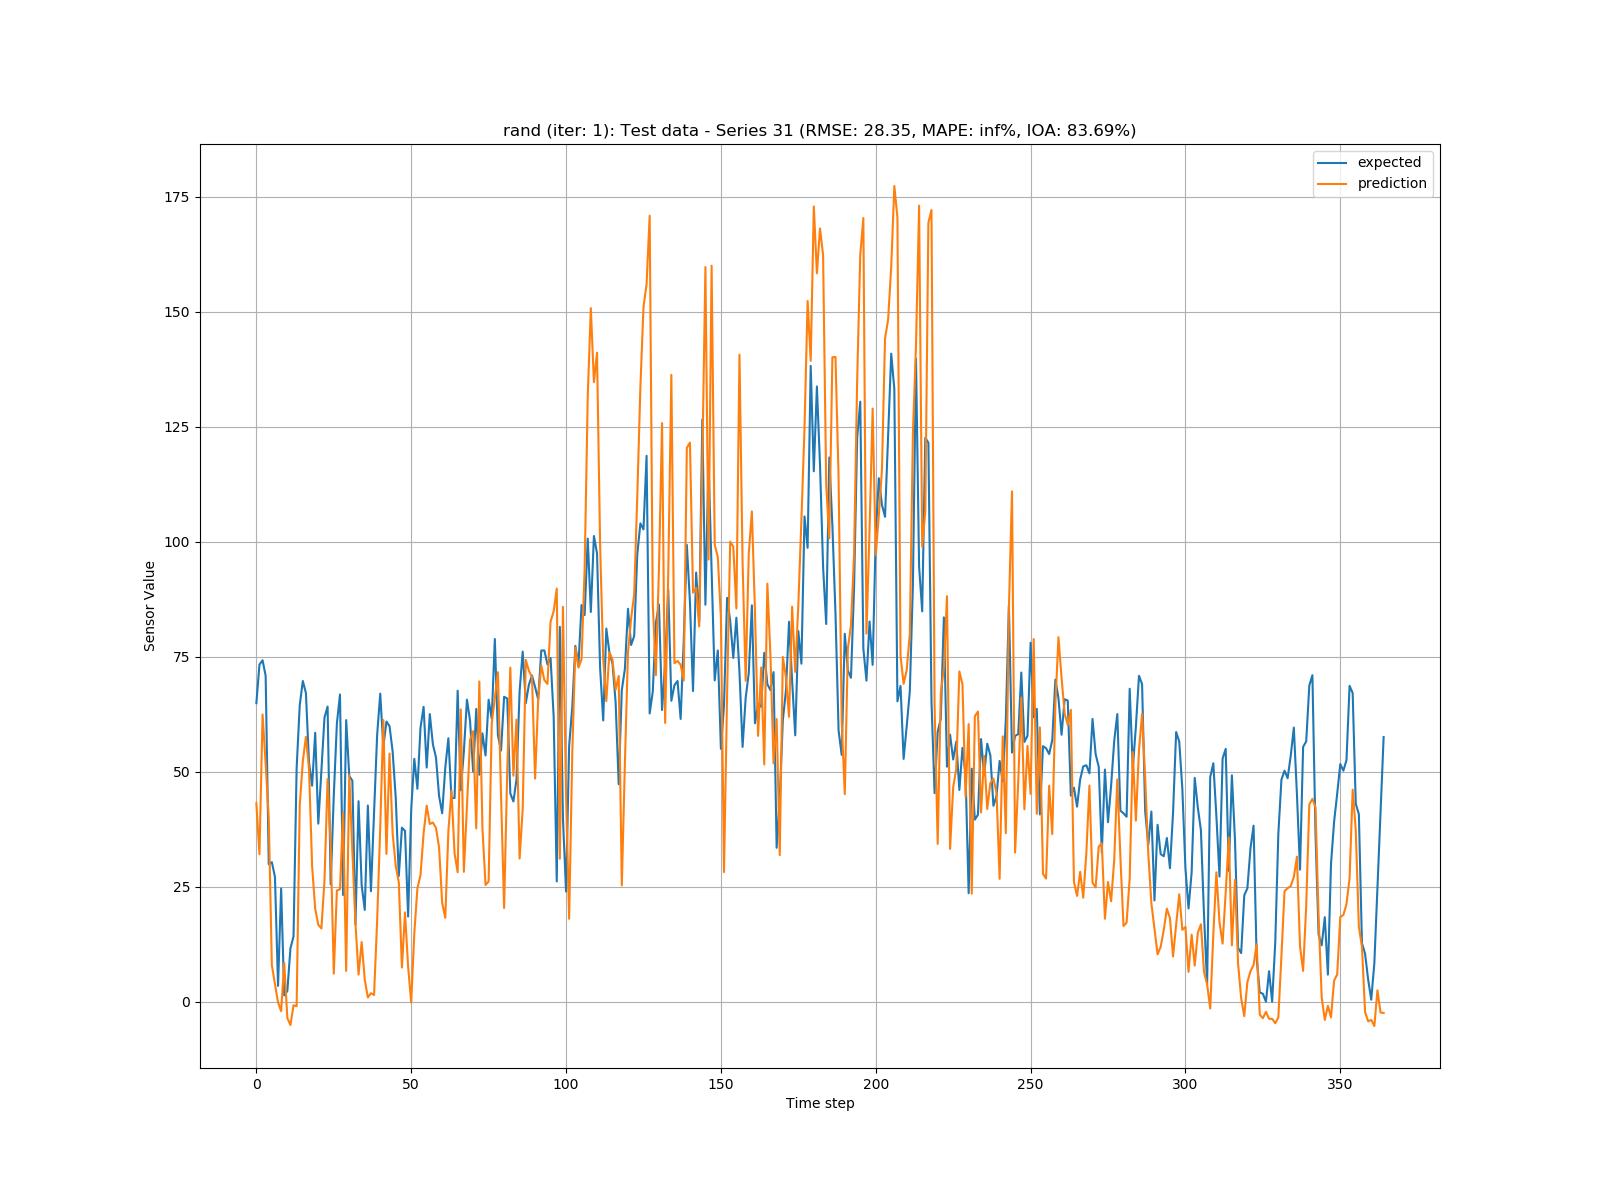 rand (iter: 1): Test data - Series 31 (RMSE: 28.35, MAPE: inf%, IOA: 83.69%)
expected
prediction
175
150
125
100
75
50
25
0
Sensor Value
0 50 100 150 200 250 300 350
Time step